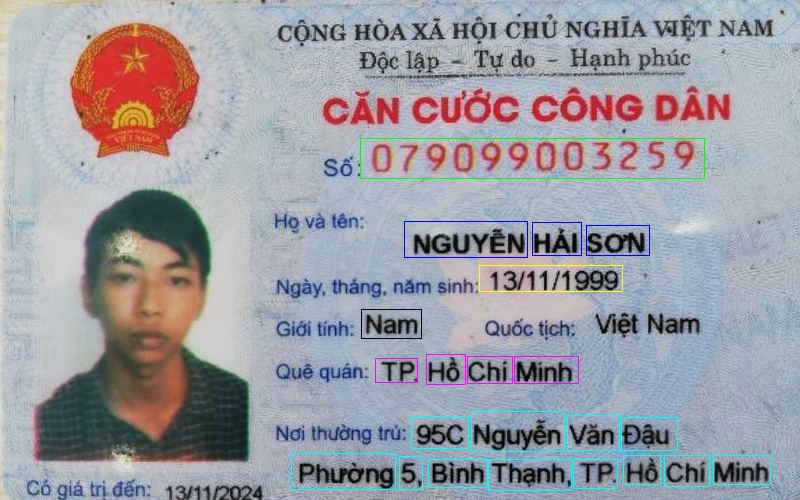 CỘNG HÒA XÃ HỘI CHỦ NGHĨA VIỆT NAM
Độc lập - Tự do - Hạnh phúc
CĂN CƯỚC CÔNG DÂN
Số: 079099003259
Họ và tên: NGUYỄN HẢI SƠN
Ngày, tháng, năm sinh: 13/11/1999
Giới tính: Nam Quốc tịch: Việt Nam
Quê quán: TP. Hồ Chí Minh
Nơi thường trú: 95C Nguyễn Văn Đậu
Phường 5, Bình Thạnh, TP. Hồ Chí Minh
Có giá trị đến: 13/11/2024